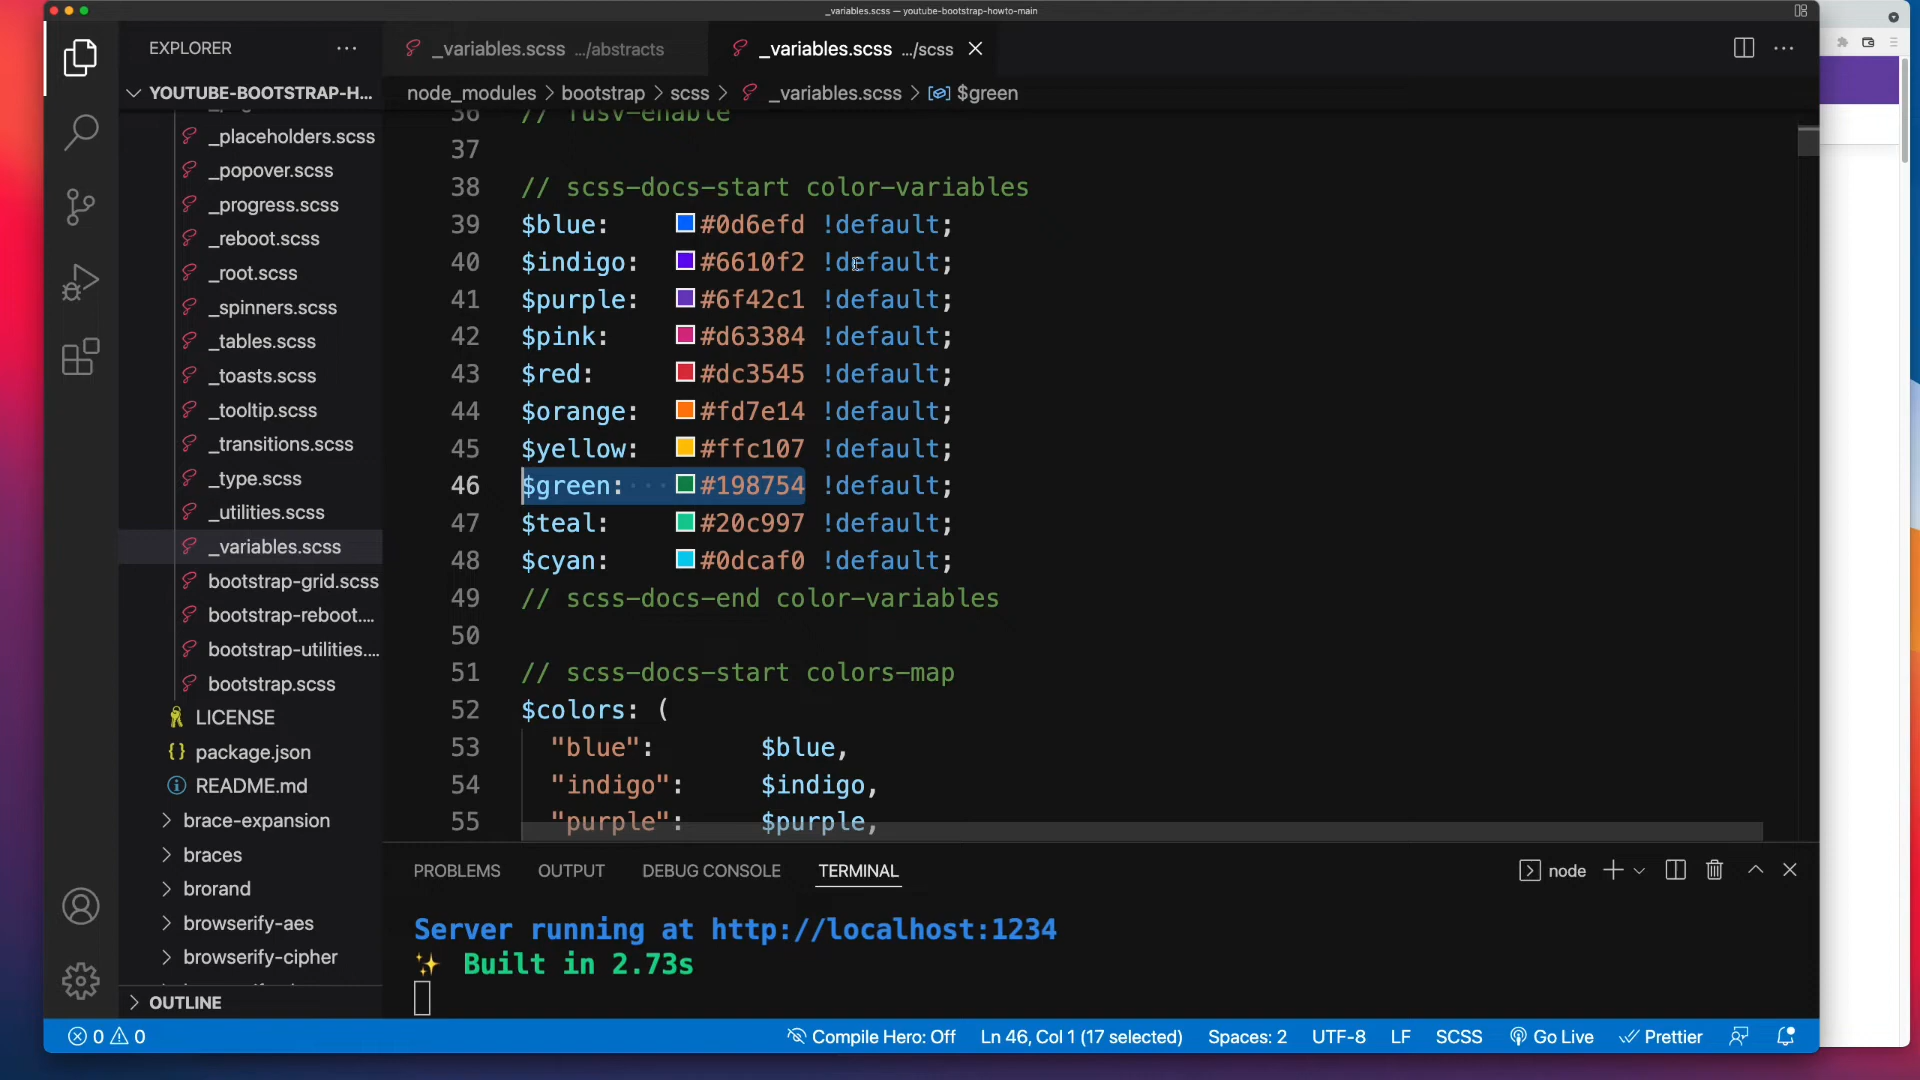 _variables.scss — youtube-bootstrap-howto-main
EXPLORER
_variables.scss .../abstracts
_variables.scss .../scss
YOUTUBE-BOOTSTRAP-H...
node_modules > bootstrap > scss > _variables.scss > $green
_placeholders.scss
_popover.scss
_progress.scss
_reboot.scss
_root.scss
_spinners.scss
_tables.scss
_toasts.scss
_tooltip.scss
_transitions.scss
_type.scss
_utilities.scss
_variables.scss
bootstrap-grid.scss
bootstrap-reboot....
bootstrap-utilities....
bootstrap.scss
LICENSE
package.json
README.md
brace-expansion
braces
brorand
browserify-aes
browserify-cipher
OUTLINE
36 // fusv-enable
37
38 // scss-docs-start color-variables
39 $blue: #0d6efd !default;
40 $indigo: #6610f2 !default;
41 $purple: #6f42c1 !default;
42 $pink: #d63384 !default;
43 $red: #dc3545 !default;
44 $orange: #fd7e14 !default;
45 $yellow: #ffc107 !default;
46 $green: #198754 !default;
47 $teal: #20c997 !default;
48 $cyan: #0dcaf0 !default;
49 // scss-docs-end color-variables
50
51 // scss-docs-start colors-map
52 $colors: (
53 "blue": $blue,
54 "indigo": $indigo,
55 "purple": $purple,
PROBLEMS OUTPUT DEBUG CONSOLE TERMINAL
node
Server running at http://localhost:1234
✨ Built in 2.73s
0 0
Compile Hero: Off Ln 46, Col 1 (17 selected) Spaces: 2 UTF-8 LF SCSS Go Live Prettier